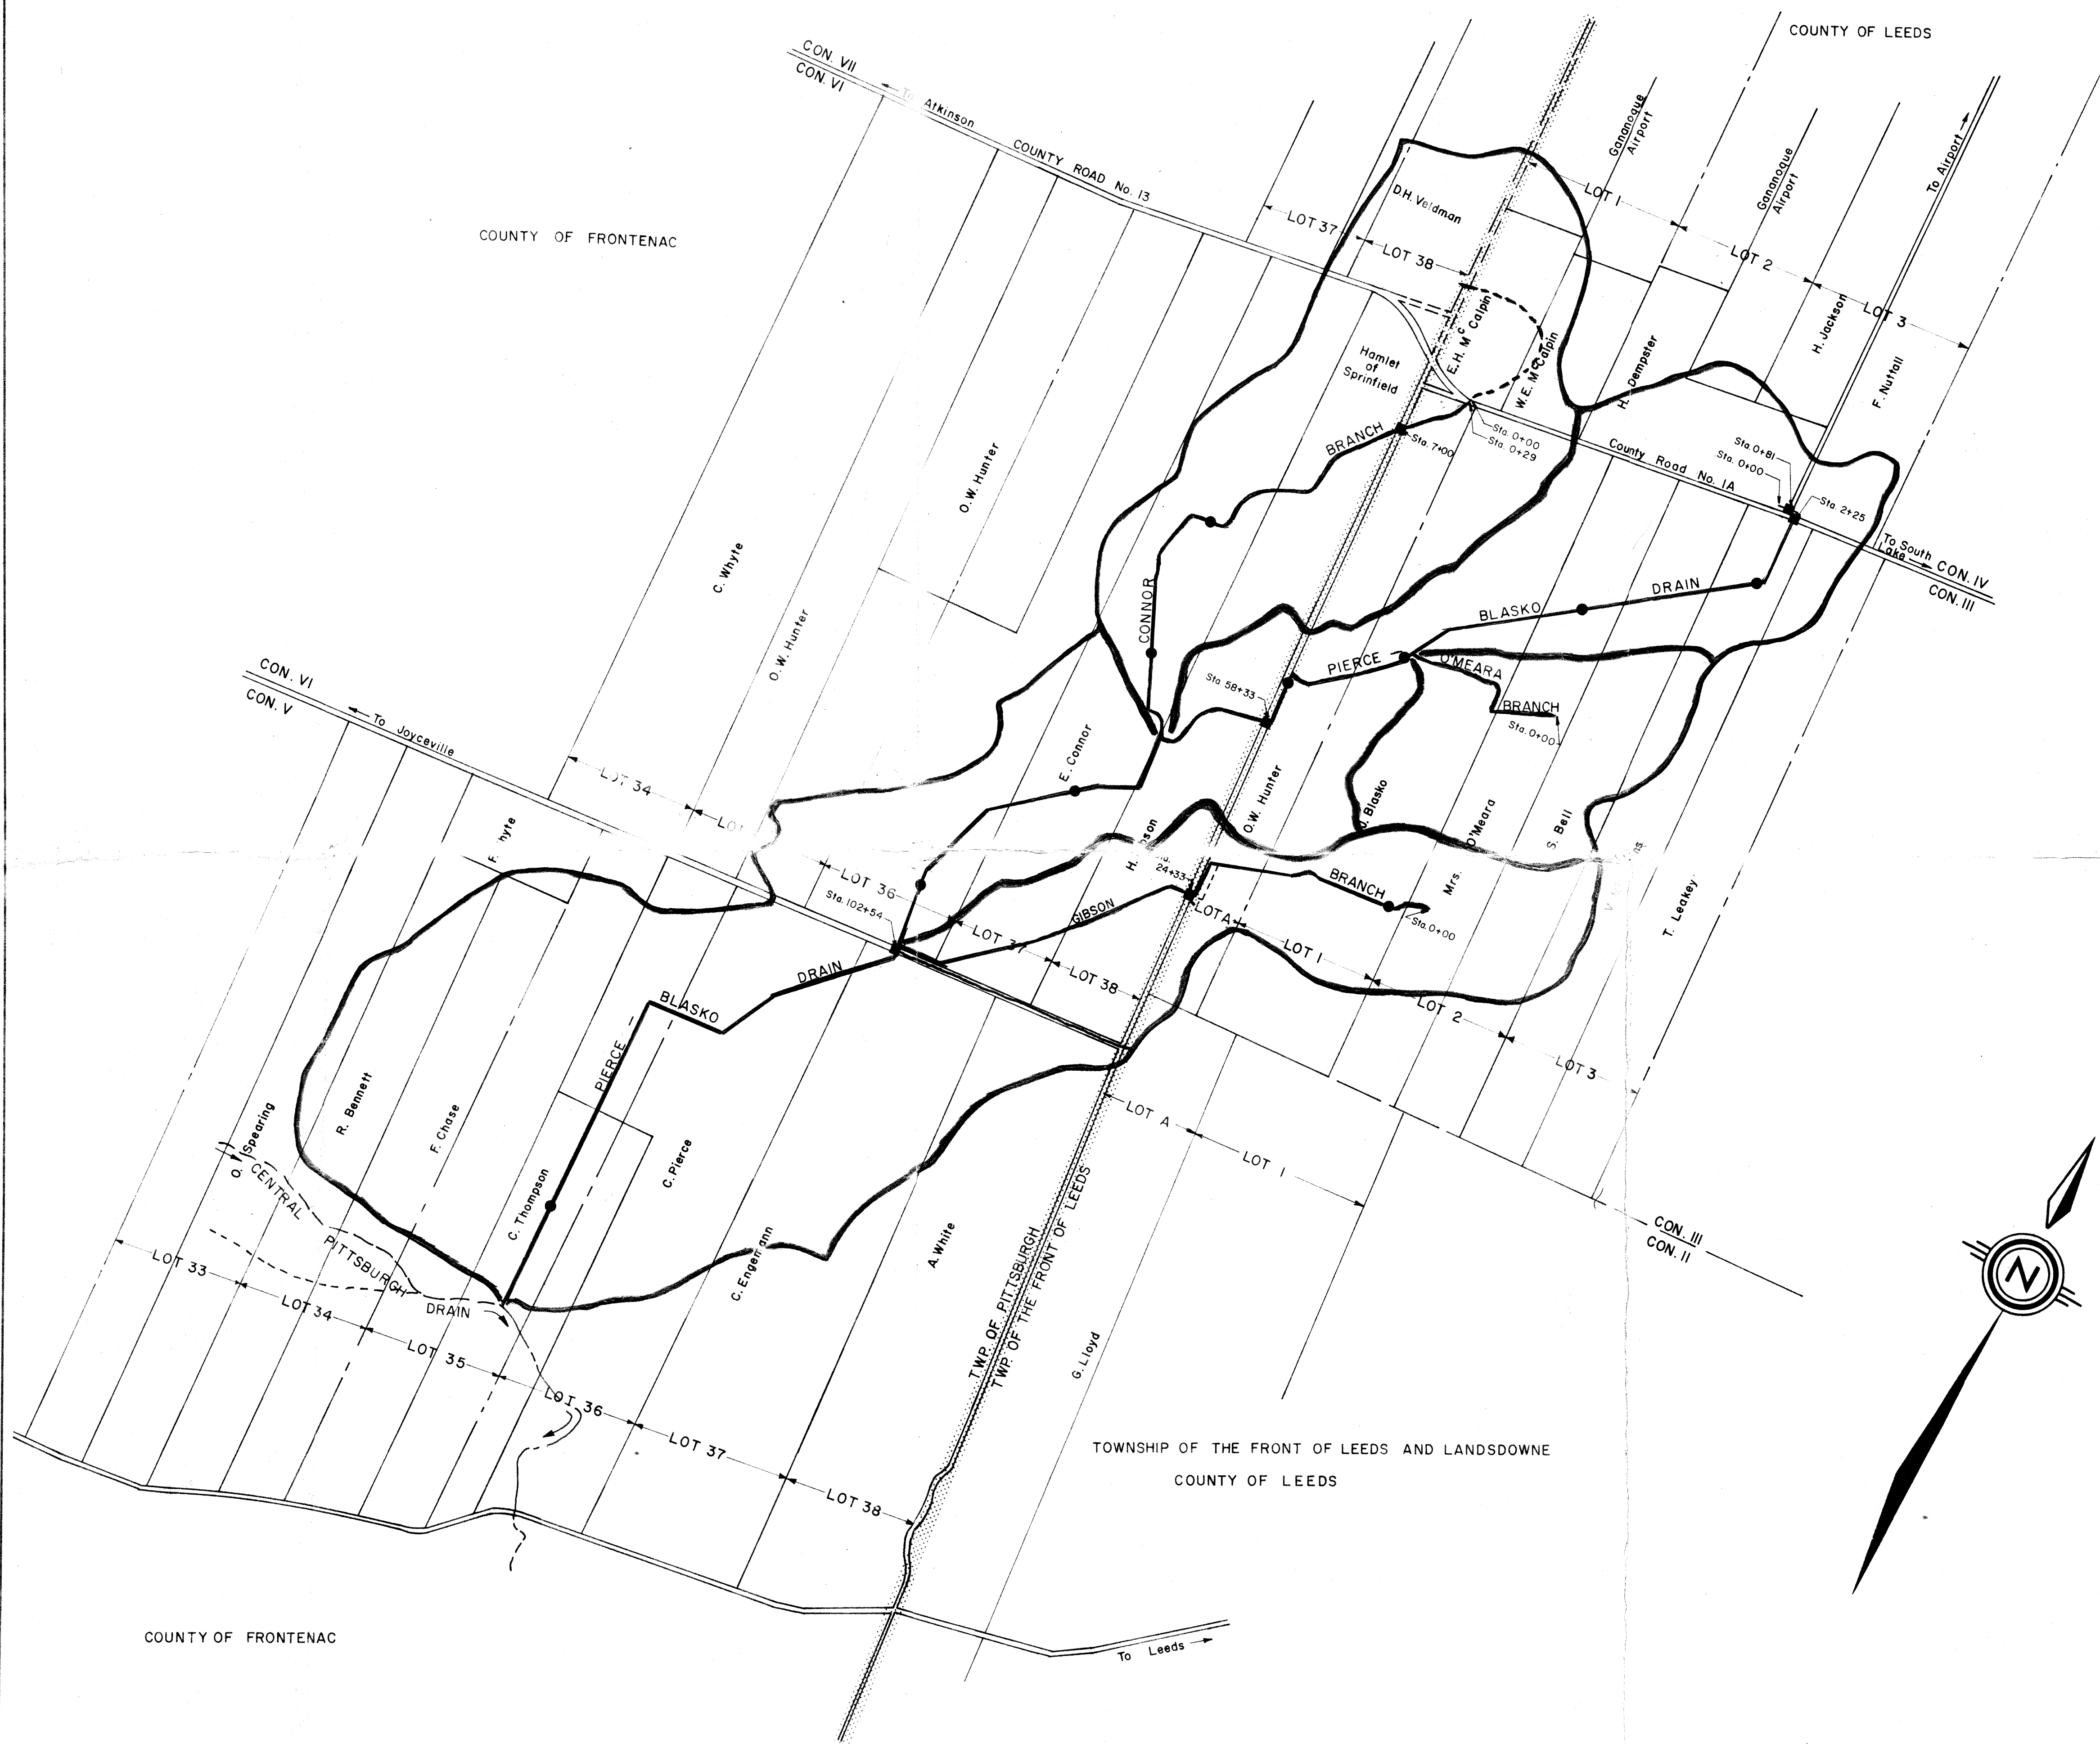 COUNTY OF LEEDS
CON. VII
CON. VI
To Atkinson
COUNTY ROAD No. 13
COUNTY OF FRONTENAC
Gananoque
Airport
Gananoque
Airport
To Airport
D.H. Veldman
LOT 1
LOT 2
LOT 3
LOT 37
LOT 38
H. Jackson
F. Nuttall
E.H. McCalpin
W.E. McCalpin
H. Dempster
Hamlet
of
Sprinfield
BRANCH
Sta. 7+00
Sta. 0+00
Sta. 0+29
County Road No. 1A
Sta. 0+81
Sta. 0+00
Sta. 2+25
To South
Lake
CON. IV
CON. III
O.W. Hunter
C. Whyte
O.W. Hunter
CONNOR
BLASKO
DRAIN
PIERCE
O'MEARA
BRANCH
Sta. 0+00
Sta. 58+33
CON. VI
CON. V
To Joyceville
LOT 34
E. Connor
O.W. Hunter
J. Blasko
Mrs. O'Meara
S. Bell
T. Leakey
LOT 36
Sta. 102+54
LOT 37
LOT 38
GIBSON
24+33
BRANCH
Sta. 0+00
LOT A
LOT 1
LOT 2
LOT 3
DRAIN
BLASKO
PIERCE
R. Bennett
F. Chase
O. Spearing
C. Thompson
C. Pierce
C. Engemann
A. White
CENTRAL
PITTSBURGH
DRAIN
LOT A
LOT 1
LOT 33
LOT 34
LOT 35
LOT 36
LOT 37
LOT 38
TWP. OF PITTSBURGH
TWP. OF THE FRONT OF LEEDS
G. Lloyd
CON. III
CON. II
N
TOWNSHIP OF THE FRONT OF LEEDS AND LANDSDOWNE
COUNTY OF LEEDS
COUNTY OF FRONTENAC
To Leeds